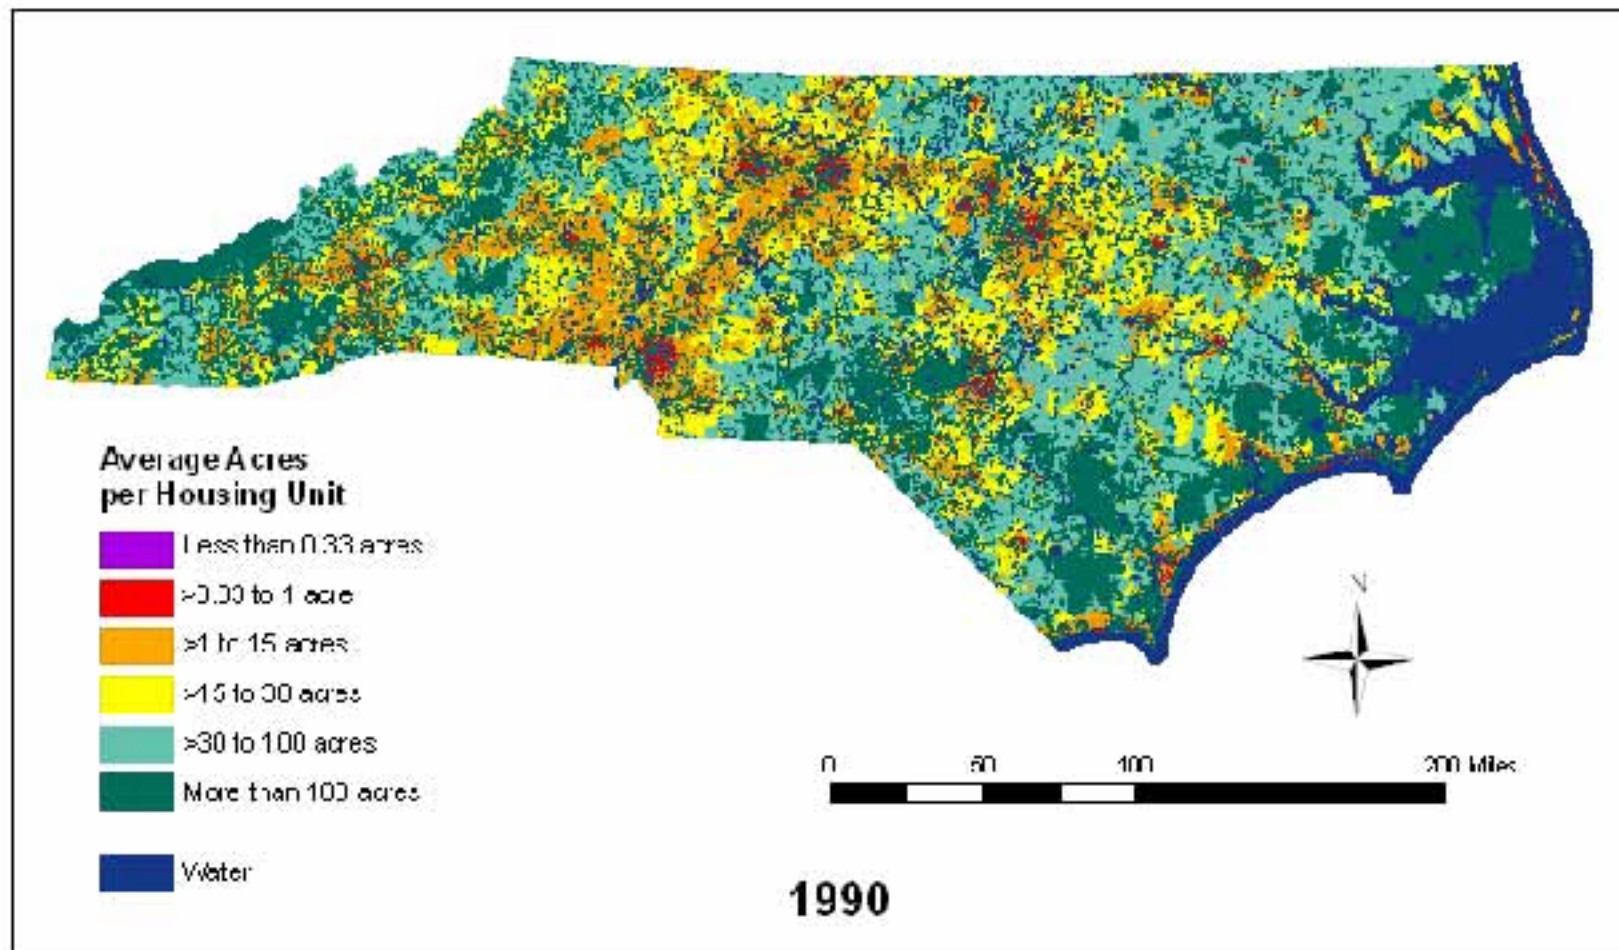 Average Acres
per Housing Unit
Less than 0.33 acres
>0.33 to 1 acre
>1 to 15 acres
>15 to 30 acres
>30 to 100 acres
More than 100 acres
Water
N
0 50 100 200 Miles
1990